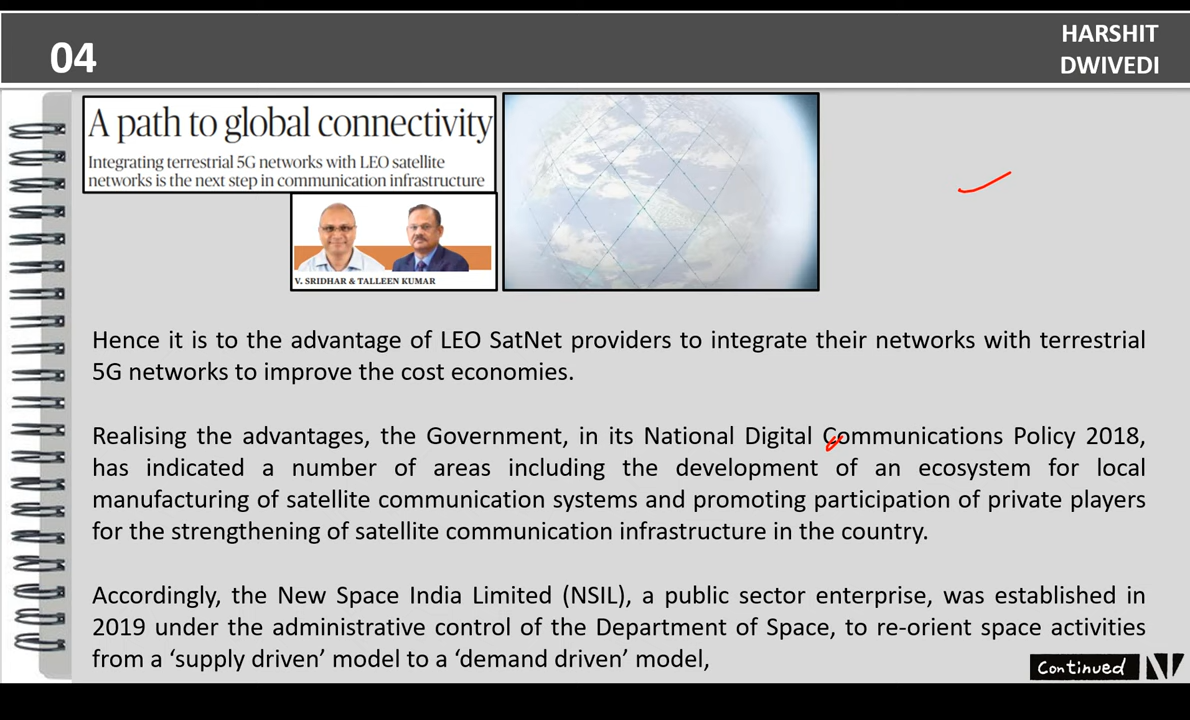 04
HARSHIT
DWIVEDI
A path to global connectivity
Integrating terrestrial 5G networks with LEO satellite
networks is the next step in communication infrastructure
V. SRIDHAR & TALLEEN KUMAR
Hence it is to the advantage of LEO SatNet providers to integrate their networks with terrestrial
5G networks to improve the cost economies.
Realising the advantages, the Government, in its National Digital Communications Policy 2018,
has indicated a number of areas including the development of an ecosystem for local
manufacturing of satellite communication systems and promoting participation of private players
for the strengthening of satellite communication infrastructure in the country.
Accordingly, the New Space India Limited (NSIL), a public sector enterprise, was established in
2019 under the administrative control of the Department of Space, to re-orient space activities
from a ‘supply driven’ model to a ‘demand driven’ model,
Continued